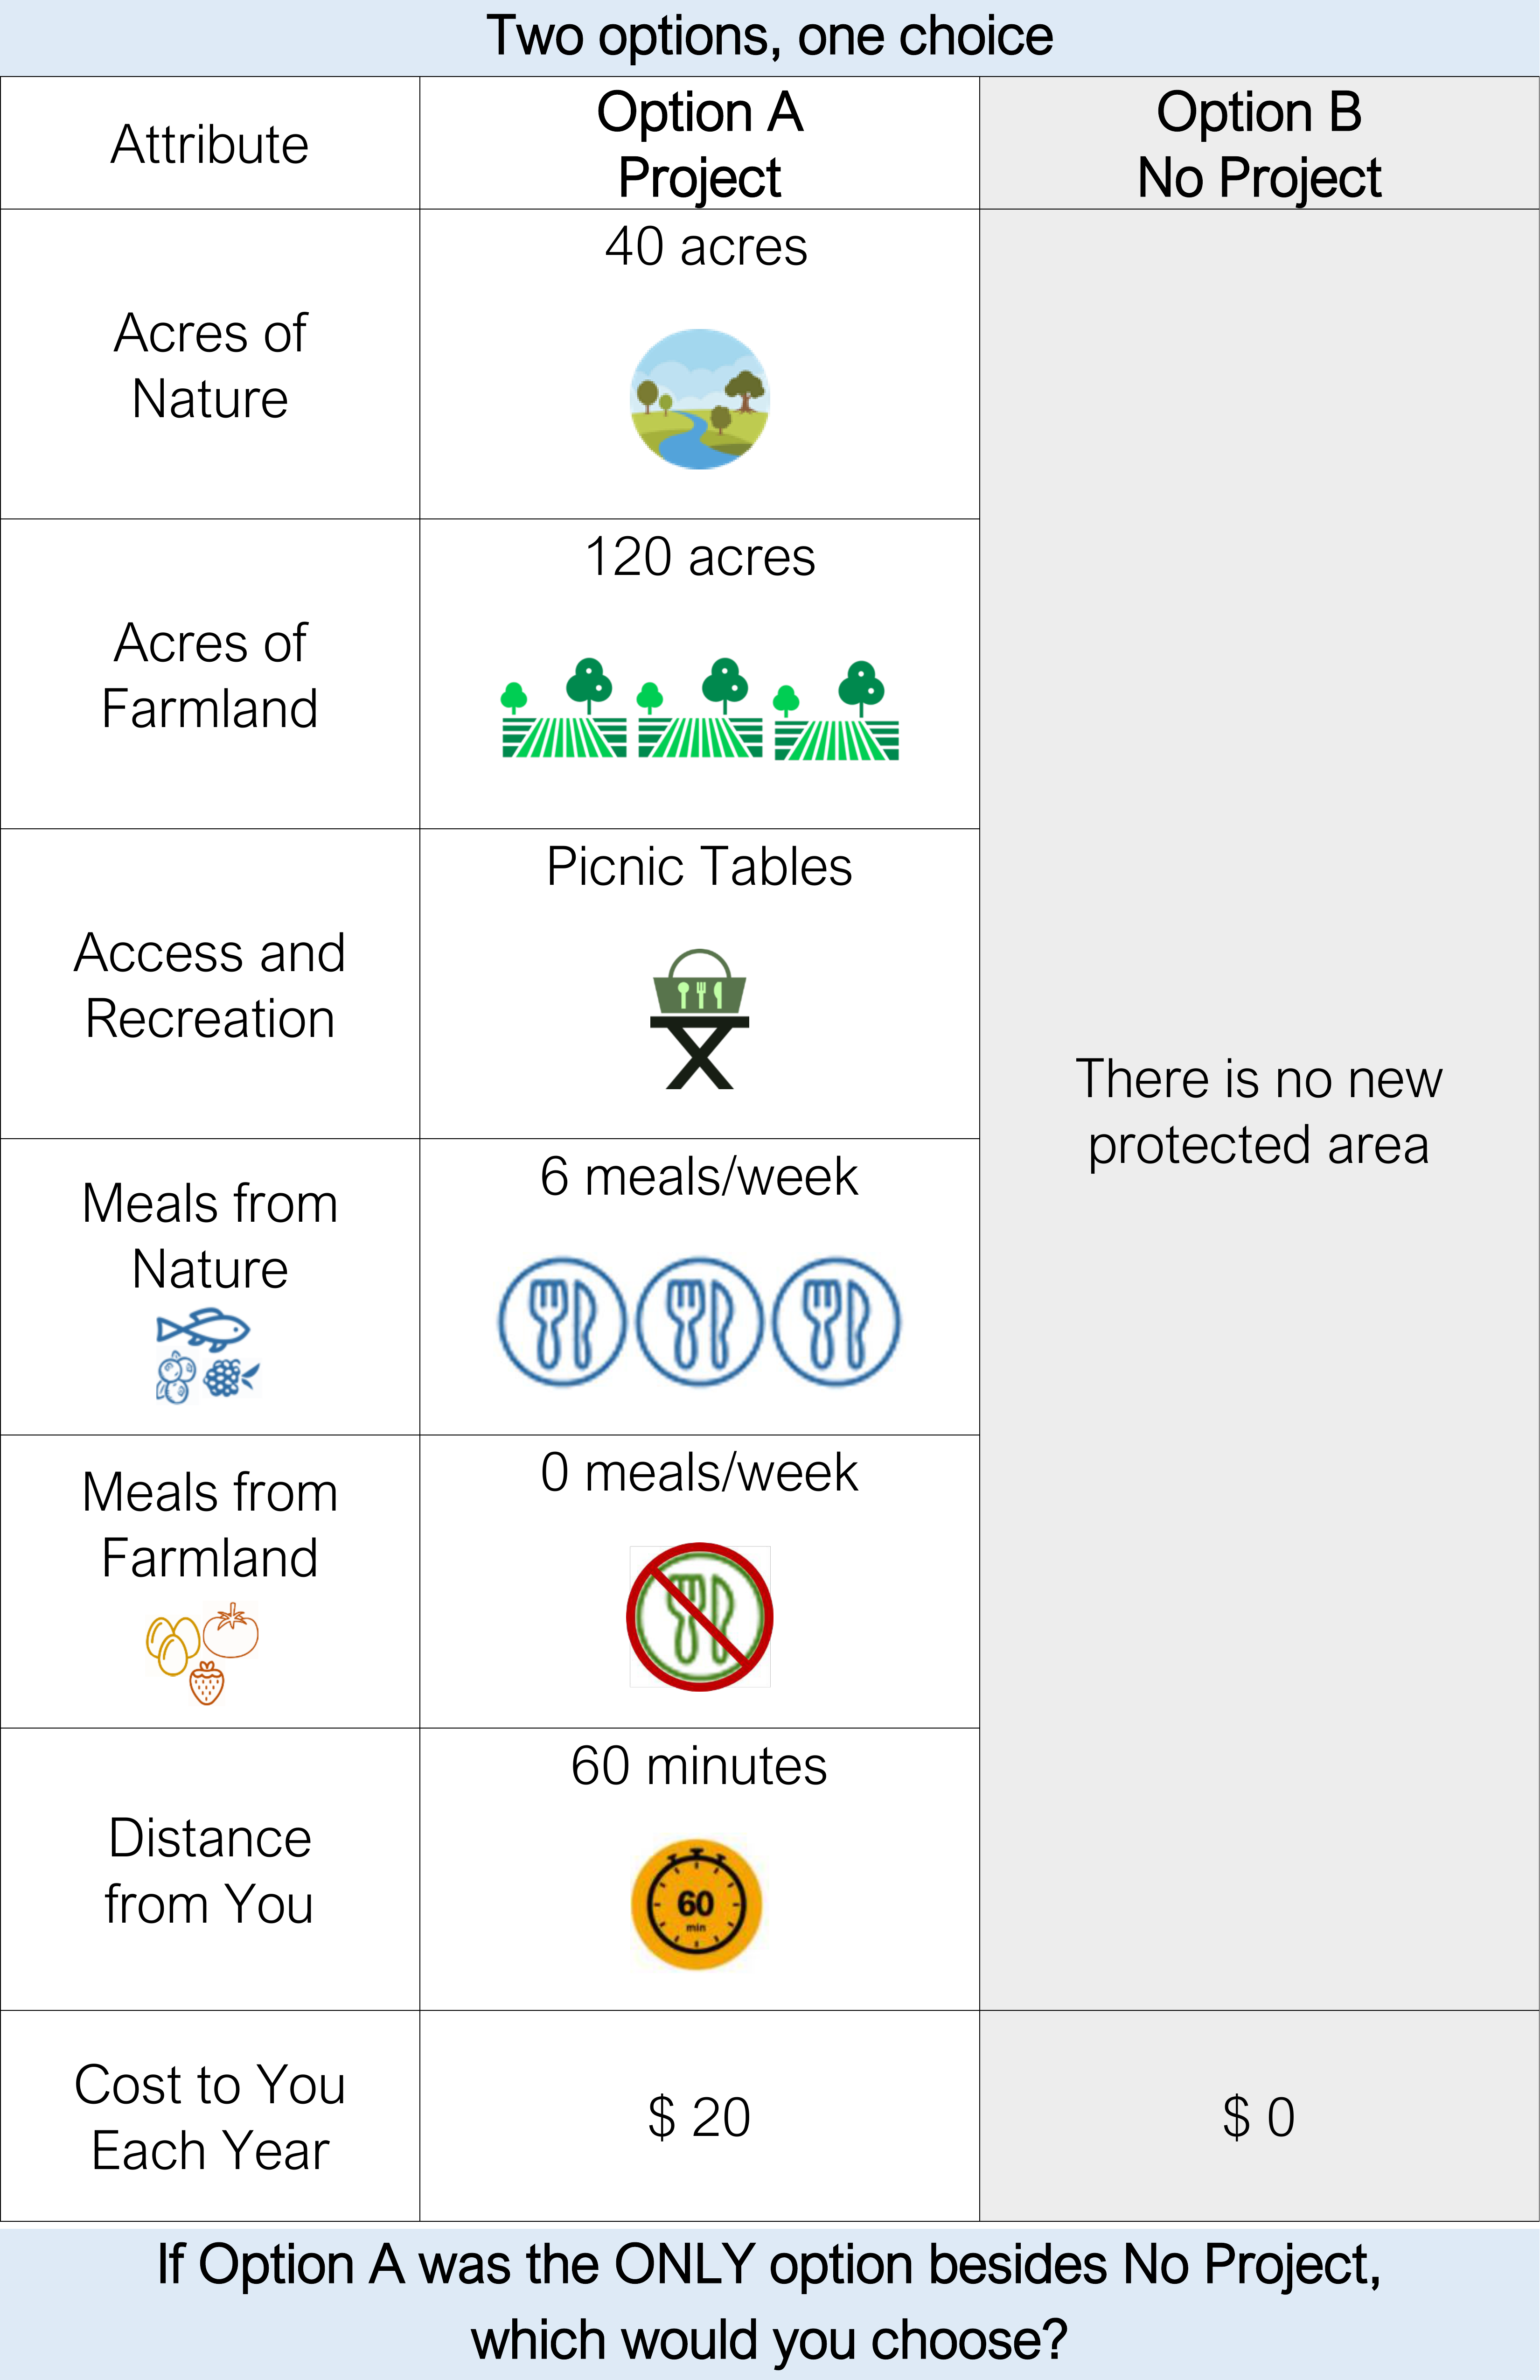 Two options, one choice
Attribute
Option A
Project
Option B
No Project
Acres of
Nature
40 acres
Acres of
Farmland
120 acres
Access and
Recreation
Picnic Tables
Meals from
Nature
6 meals/week
Meals from
Farmland
0 meals/week
Distance
from You
60 minutes
60
min
There is no new
protected area
Cost to You
Each Year
$ 20
$ 0
If Option A was the ONLY option besides No Project,
which would you choose?